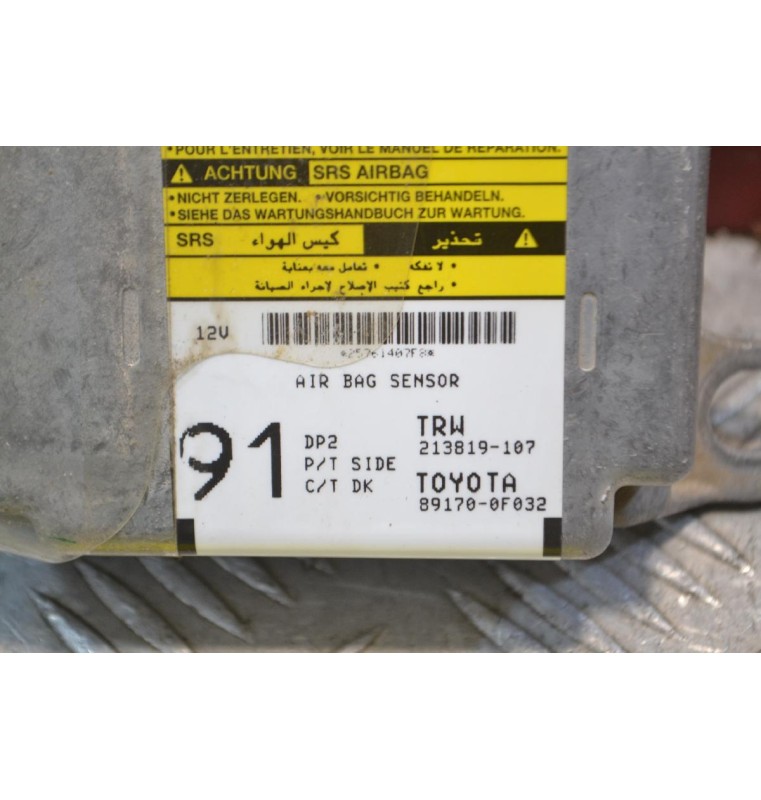 •POUR L'ENTRETIEN, VOIR LE MANUEL DE RÉPARATION.
ACHTUNG SRS AIRBAG
•NICHT ZERLEGEN. •VORSICHTIG BEHANDELN.
•SIEHE DAS WARTUNGSHANDBUCH ZUR WARTUNG.
تحذير كيس الهواء SRS
• لا تفكه • تعامل معه بعناية
• راجع كتيب الإصلاح لإجراء الصيانة
12V
*25761407F8*
AIR BAG SENSOR
91
DP2
P/T SIDE
C/T DK
TRW
213819-107
TOYOTA
89170-0F032